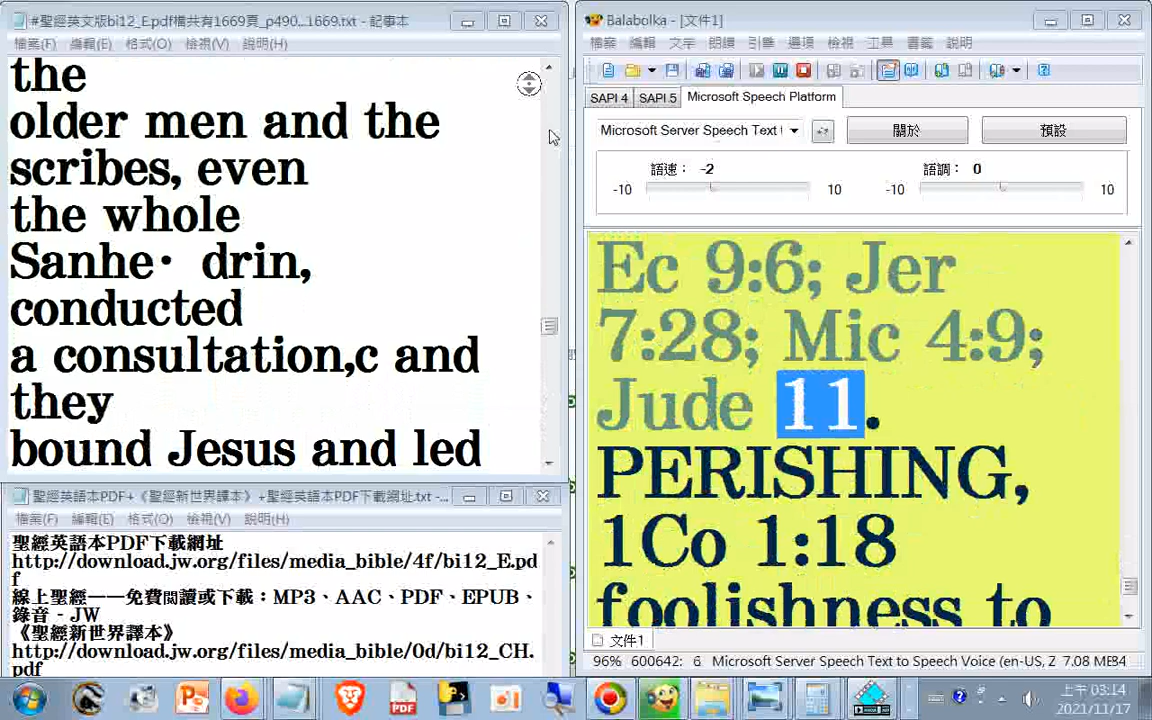 #聖經英文版bi12_E.pdf檔共有1669頁_p490..1669.txt - 記事本
檔案(F) 編輯(E) 格式(O) 檢視(V) 說明(H)
the
older men and the
scribes, even
the whole
Sanhe· drin,
conducted
a consultation,c and
they
bound Jesus and led
聖經英語本PDF+《聖經新世界譯本》+聖經英語本PDF下載網址.txt -...
檔案(F) 編輯(E) 格式(O) 檢視(V) 說明(H)
聖經英語本PDF下載網址
http://download.jw.org/files/media_bible/4f/bi12_E.pd
f
線上聖經——免費閱讀或下載：MP3、AAC、PDF、EPUB、
錄音 - JW
《聖經新世界譯本》
http://download.jw.org/files/media_bible/0d/bi12_CH.
pdf
Balabolka - [文件1]
檔案 編輯 文字 朗讀 引擎 選項 檢視 工具 書籤 說明
SAPI 4 SAPI 5 Microsoft Speech Platform
Microsoft Server Speech Text 關於 預設
語速： -2 語調： 0
-10 10 -10 10
Ec 9:6; Jer
7:28; Mic 4:9;
Jude 11.
PERISHING,
1Co 1:18
foolishness to
文件1
96% 600642: 6 Microsoft Server Speech Text to Speech Voice (en-US, Z 7.08 MB
上午 03:14
2021/11/17